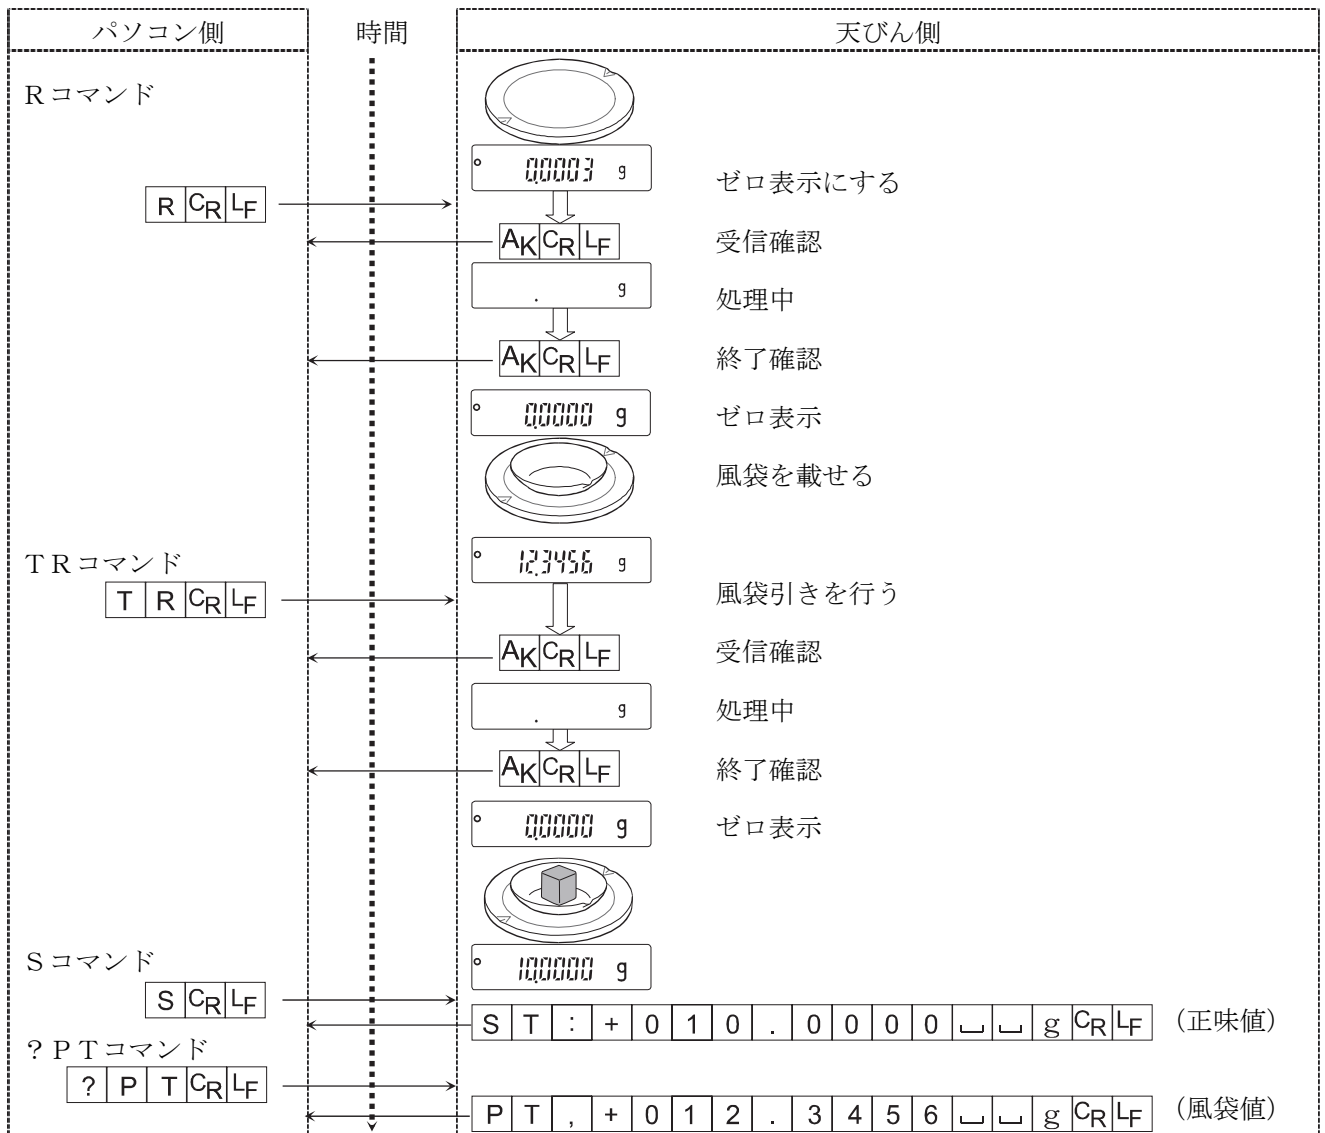 パソコン側 時間 天びん側
Rコマンド
0.0003 g
ゼロ表示にする
R CR LF
AK CR LF 受信確認
. g 処理中
AK CR LF 終了確認
0.0000 g ゼロ表示
風袋を載せる
TRコマンド
12.3456 g
T R CR LF 風袋引きを行う
AK CR LF 受信確認
. g 処理中
AK CR LF 終了確認
0.0000 g ゼロ表示
Sコマンド
10.0000 g
S CR LF
S T : + 0 1 0 . 0 0 0 0 ␣ ␣ g CR LF (正味値)
?PTコマンド
? P T CR LF
P T , + 0 1 2 . 3 4 5 6 ␣ ␣ g CR LF (風袋値)